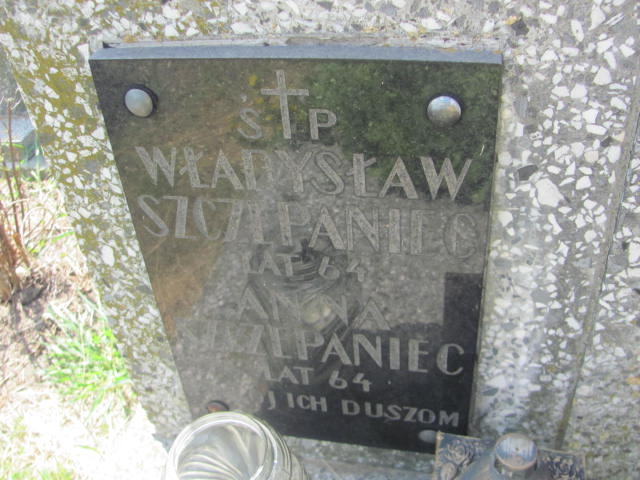 Ś P
WŁADYSŁAW
SZCZEPANIEC
LAT 64
ANNA
SZCZEPANIEC
LAT 64
J ICH DUSZOM